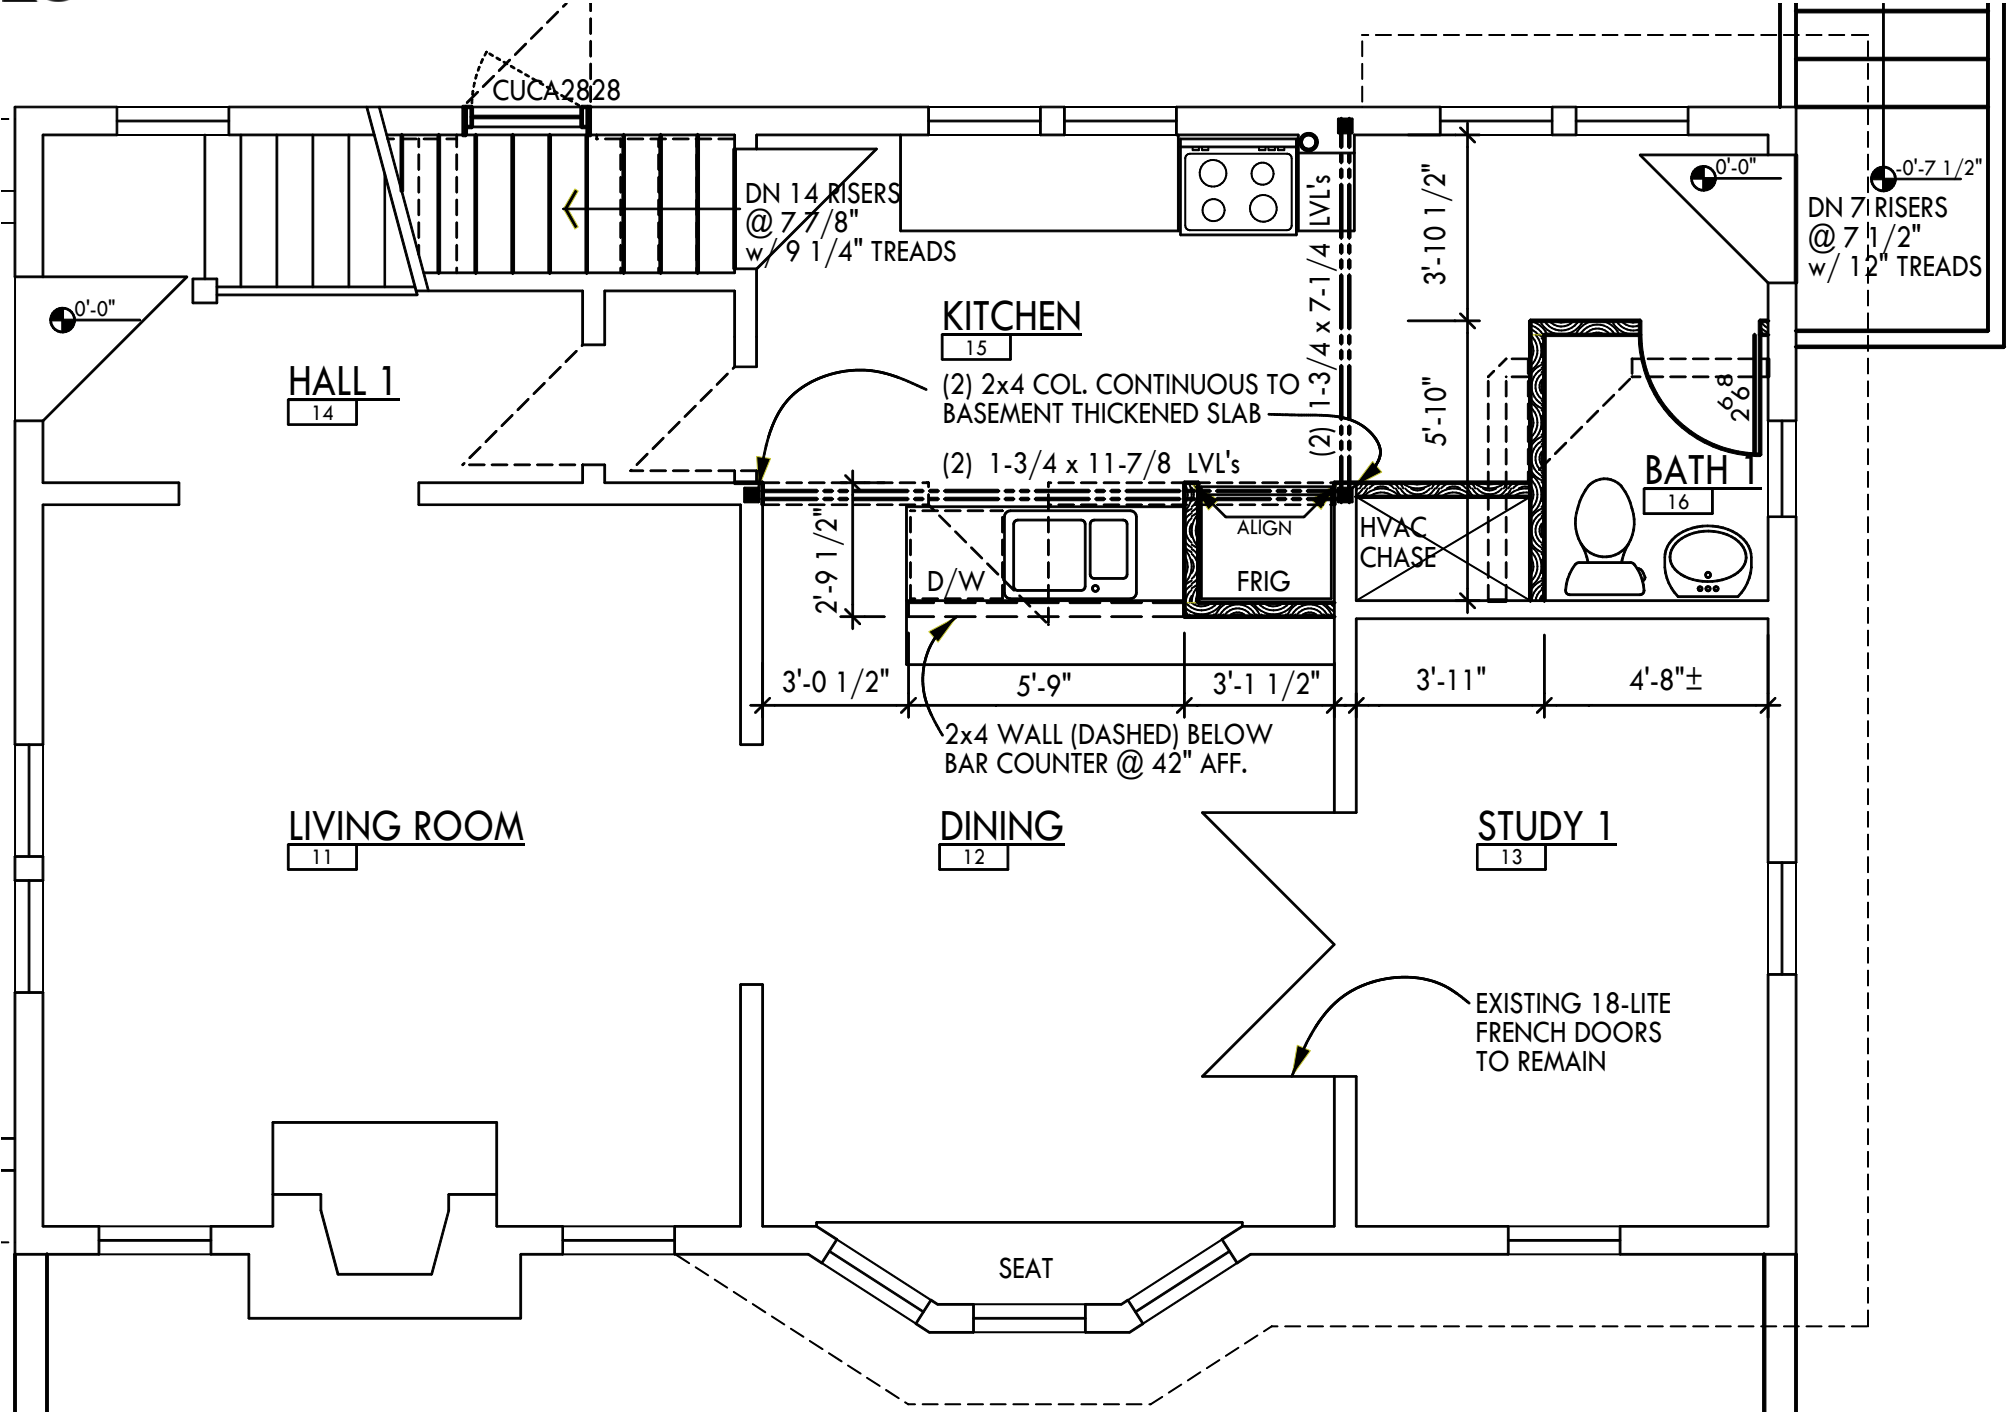 CUCA2828
DN 14 RISERS
@ 7 7/8"
w/ 9 1/4" TREADS
0'-0"
HALL 1
14
KITCHEN
15
(2) 2x4 COL. CONTINUOUS TO
BASEMENT THICKENED SLAB
(2) 1-3/4 x 11-7/8 LVL's
(2) 1-3/4 x 7-1/4 LVL's
3'-10 1/2"
5'-10"
0'-0"
-0'-7 1/2"
DN 7 RISERS
@ 7 1/2"
w/ 12" TREADS
2668
BATH 1
16
HVAC
CHASE
ALIGN
FRIG
D/W
2'-9 1/2"
3'-0 1/2"
5'-9"
3'-1 1/2"
3'-11"
4'-8"±
2x4 WALL (DASHED) BELOW
BAR COUNTER @ 42" AFF.
LIVING ROOM
11
DINING
12
STUDY 1
13
EXISTING 18-LITE
FRENCH DOORS
TO REMAIN
SEAT